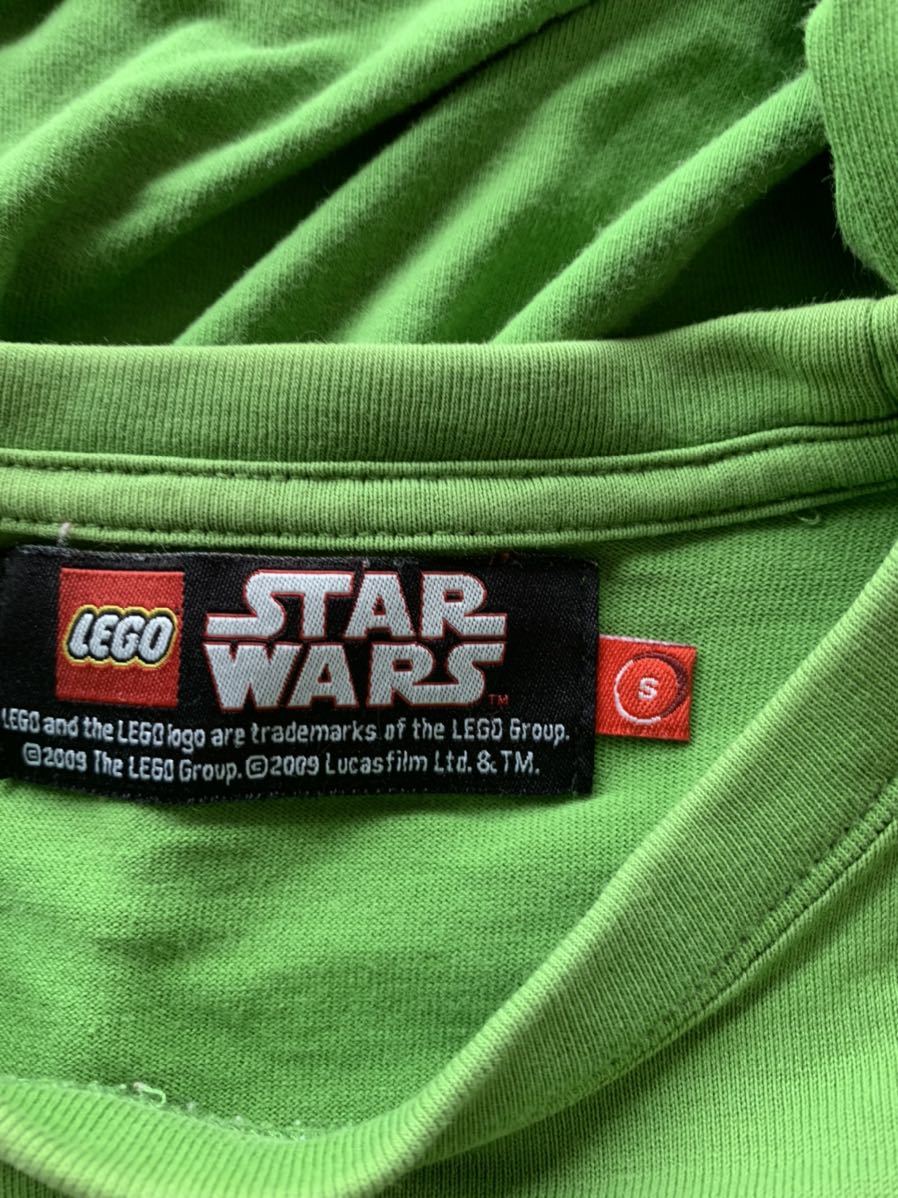 LEGO
STAR
WARS
TM
S
LEGO and the LEGO logo are trademarks of the LEGO Group.
©2009 The LEGO Group. ©2009 Lucasfilm Ltd. & TM.